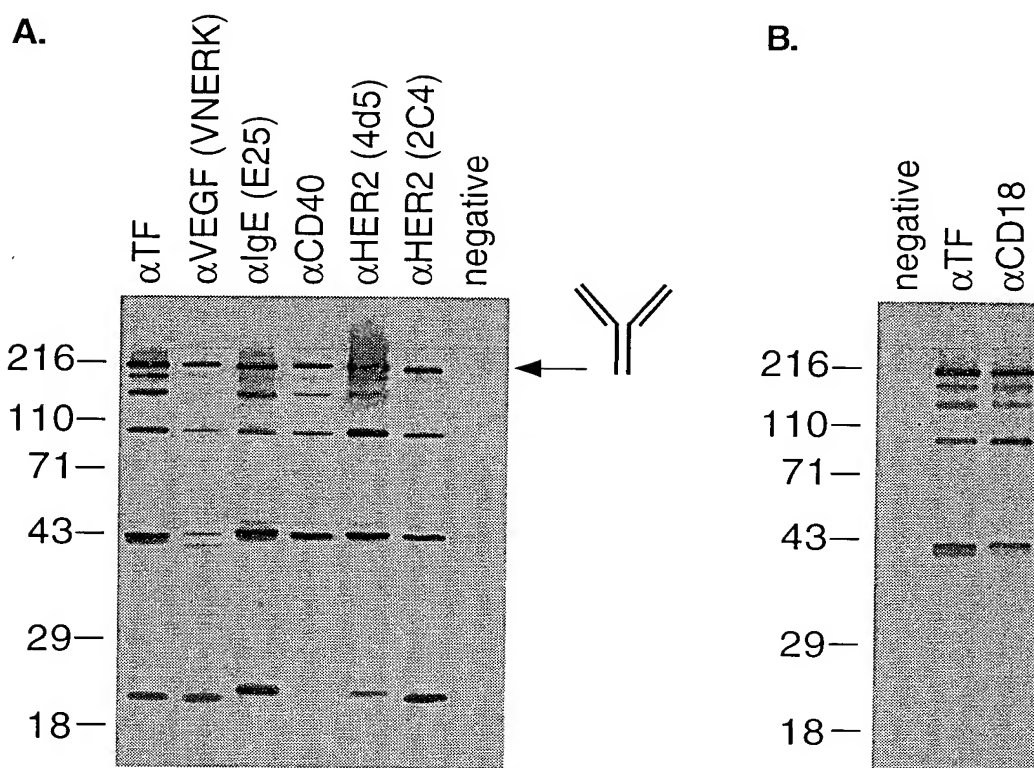 A.
αTF
αVEGF (VNERK)
αIgE (E25)
αCD40
αHER2 (4d5)
αHER2 (2C4)
negative
216
110
71
43
29
18
B.
negative
αTF
αCD18
216
110
71
43
29
18